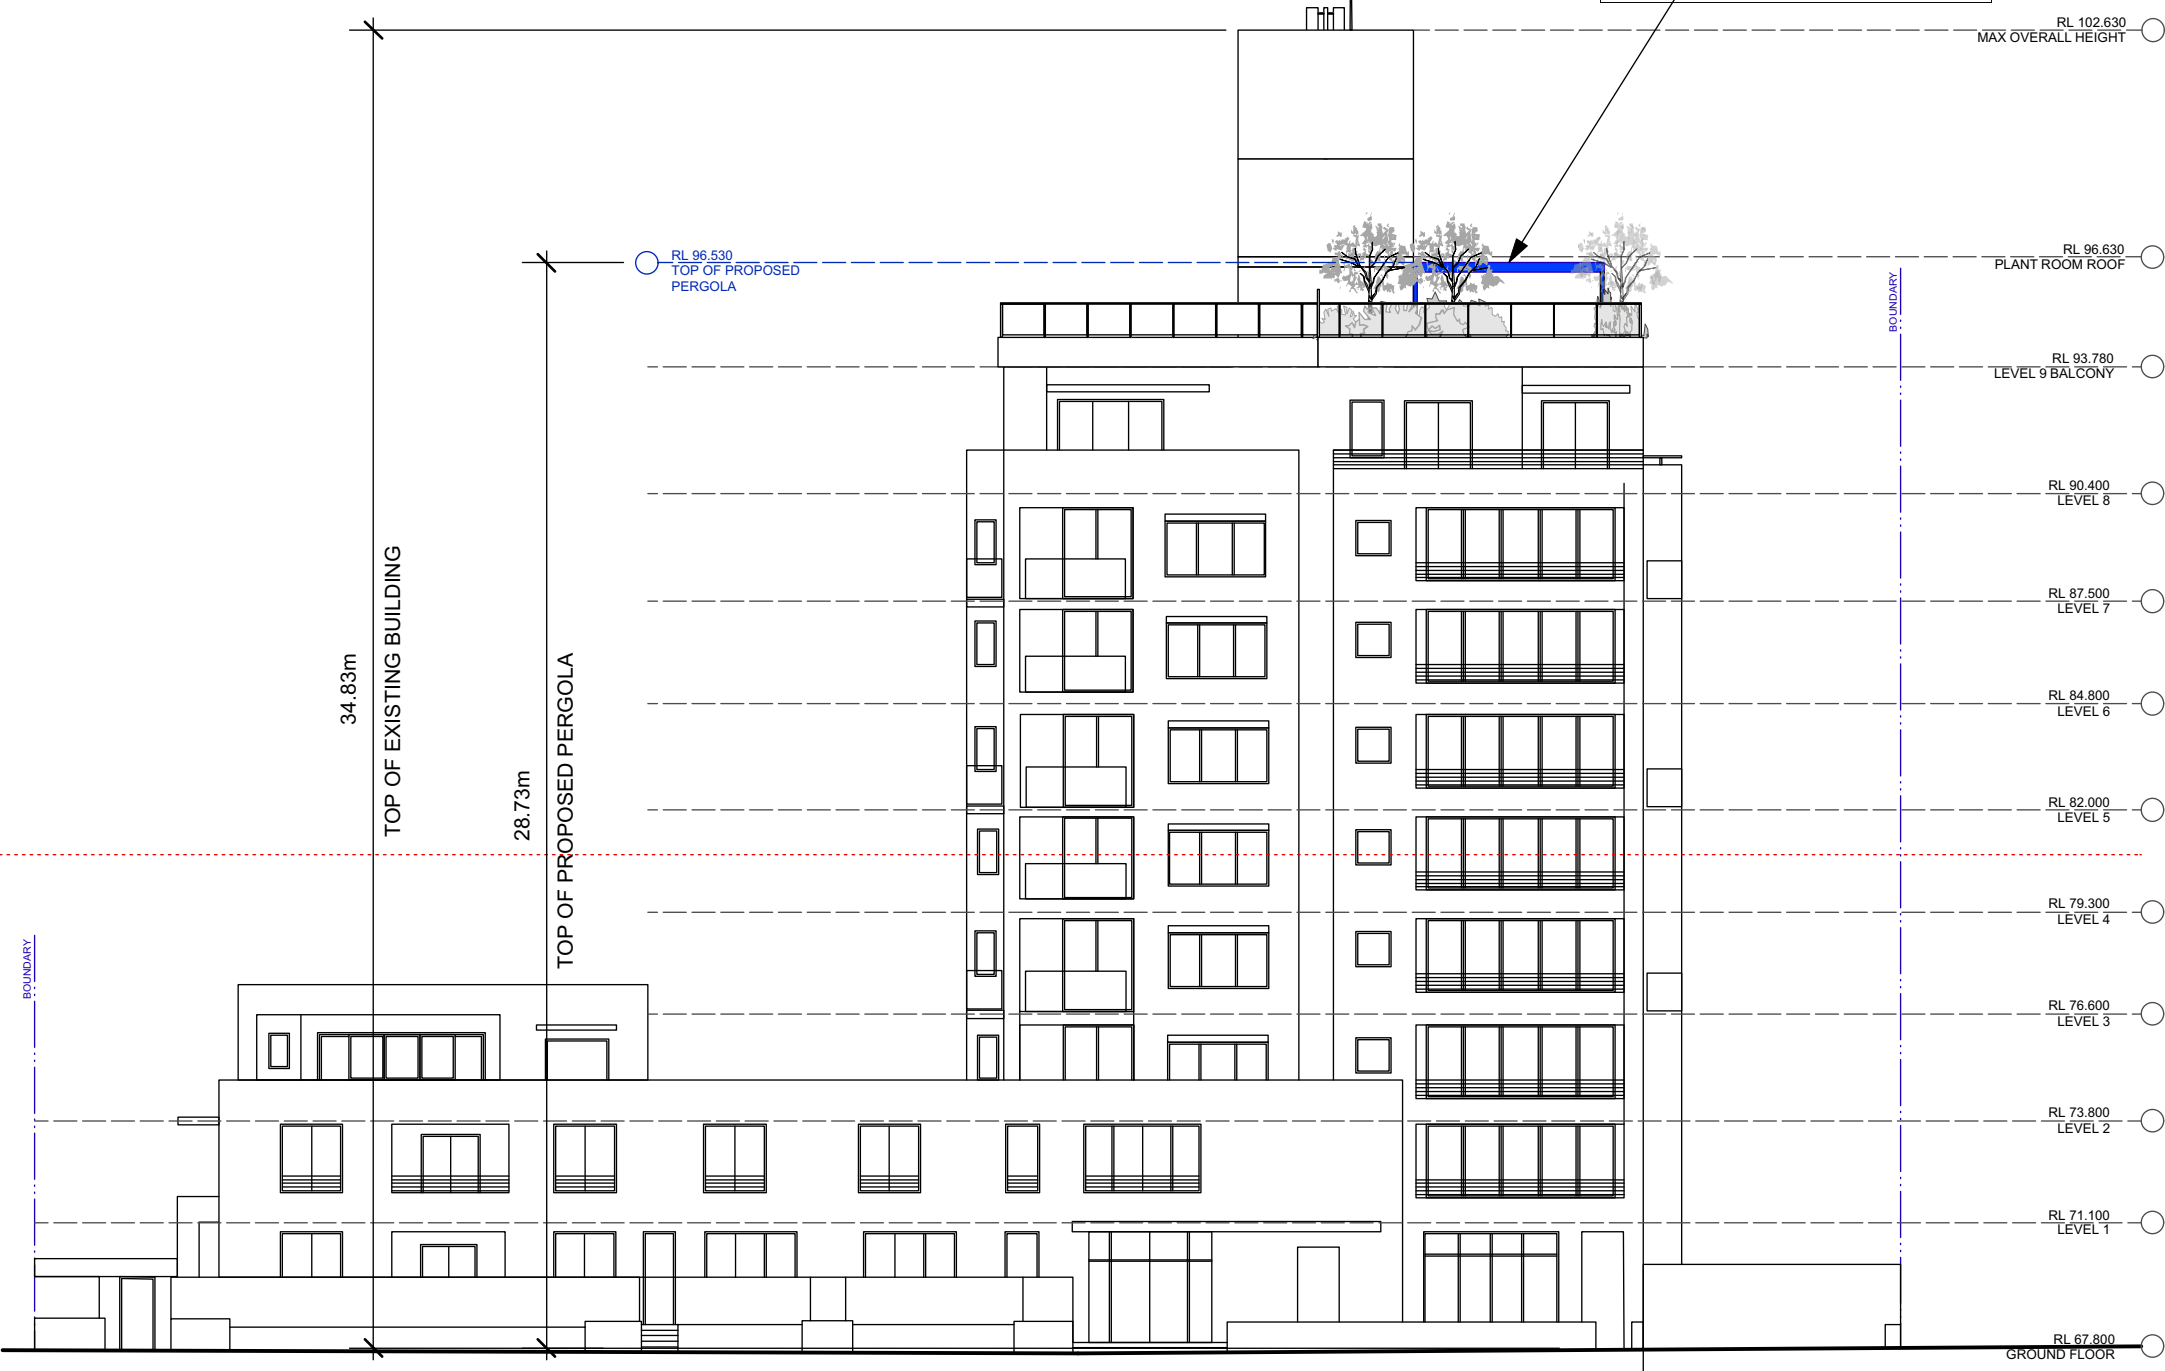 RL 102.630
MAX OVERALL HEIGHT
RL 96.530
TOP OF PROPOSED
PERGOLA
RL 96.630
PLANT ROOM ROOF
BOUNDARY
RL 93.780
LEVEL 9 BALCONY
RL 90.400
LEVEL 8
34.83m
TOP OF EXISTING BUILDING
28.73m
TOP OF PROPOSED PERGOLA
RL 87.500
LEVEL 7
RL 84.800
LEVEL 6
RL 82.000
LEVEL 5
RL 79.300
LEVEL 4
BOUNDARY
RL 76.600
LEVEL 3
RL 73.800
LEVEL 2
RL 71.100
LEVEL 1
RL 67.800
GROUND FLOOR